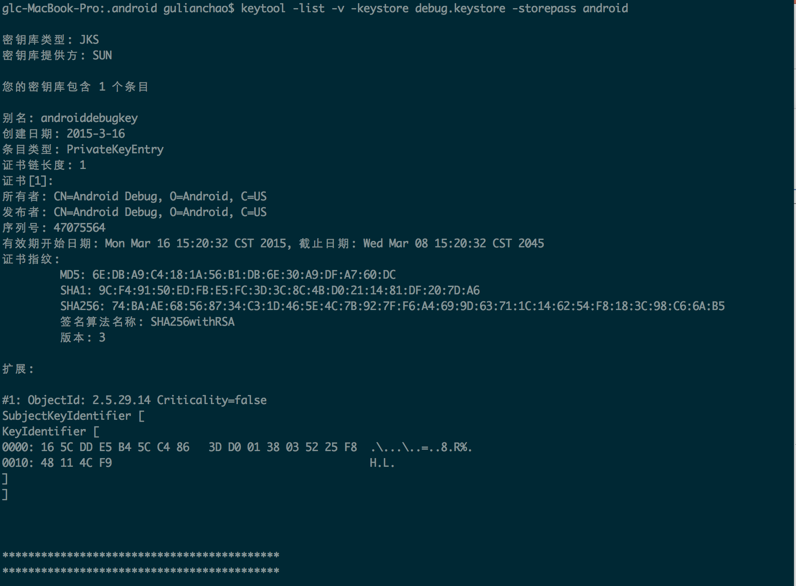 glc-MacBook-Pro:.android gulianchao$ keytool -list -v -keystore debug.keystore -storepass android
密钥库类型: JKS
密钥库提供方: SUN
您的密钥库包含 1 个条目
别名: androiddebugkey
创建日期: 2015-3-16
条目类型: PrivateKeyEntry
证书链长度: 1
证书[1]:
所有者: CN=Android Debug, O=Android, C=US
发布者: CN=Android Debug, O=Android, C=US
序列号: 47075564
有效期开始日期: Mon Mar 16 15:20:32 CST 2015, 截止日期: Wed Mar 08 15:20:32 CST 2045
证书指纹:
MD5: 6E:DB:A9:C4:18:1A:56:B1:DB:6E:30:A9:DF:A7:60:DC
SHA1: 9C:F4:91:50:ED:FB:E5:FC:3D:3C:8C:4B:D0:21:14:81:DF:20:7D:A6
SHA256: 74:BA:AE:68:56:87:34:C3:1D:46:5E:4C:7B:92:7F:F6:A4:69:9D:63:71:1C:14:62:54:F8:18:3C:98:C6:6A:B5
签名算法名称: SHA256withRSA
版本: 3
扩展:
#1: ObjectId: 2.5.29.14 Criticality=false
SubjectKeyIdentifier [
KeyIdentifier [
0000: 16 5C DD E5 B4 5C C4 86   3D D0 01 38 03 52 25 F8  .\...\..=..8.R%.
0010: 48 11 4C F9                                        H.L.
]
]
*******************************************
*******************************************